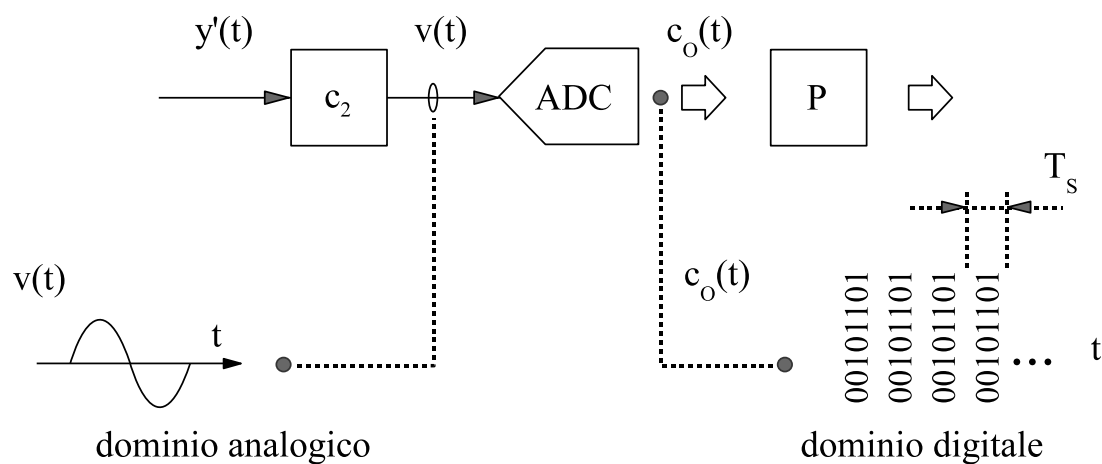 y'(t)
v(t)
c_O(t)
c_2
ADC
P
T_S
v(t)
t
c_O(t)
00101101
00101101
00101101
00101101
...
t
dominio analogico
dominio digitale